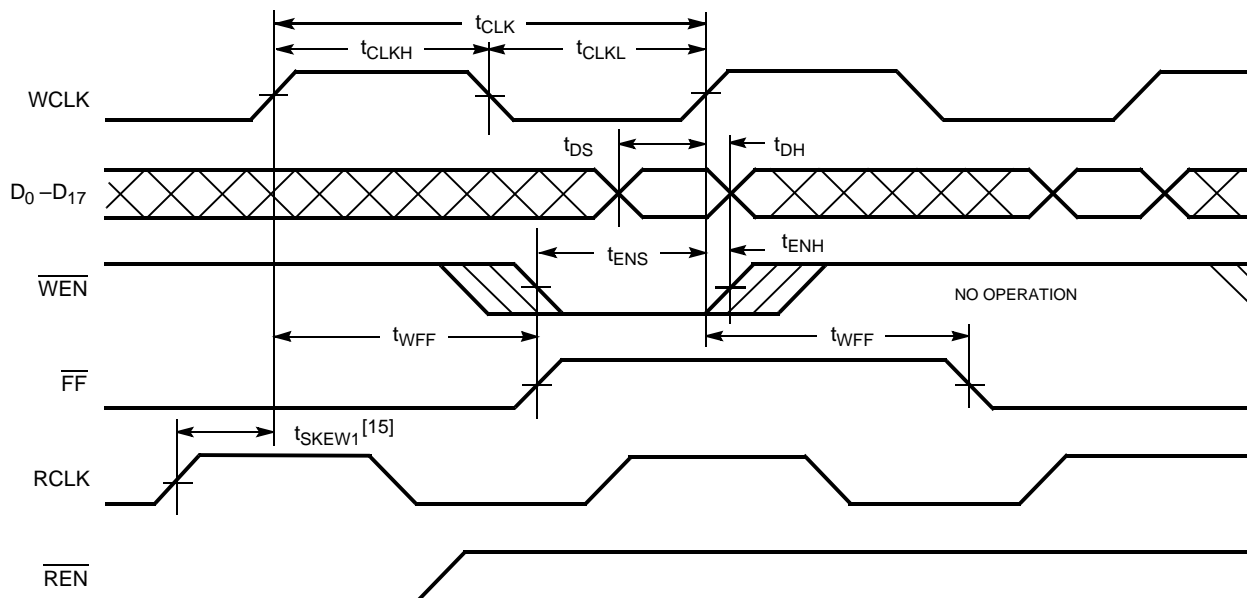 tCLK
tCLKH
tCLKL
WCLK
tDS
tDH
D0 –D17
tENS
tENH
WEN
NO OPERATION
tWFF
tWFF
FF
tSKEW1[15]
RCLK
REN